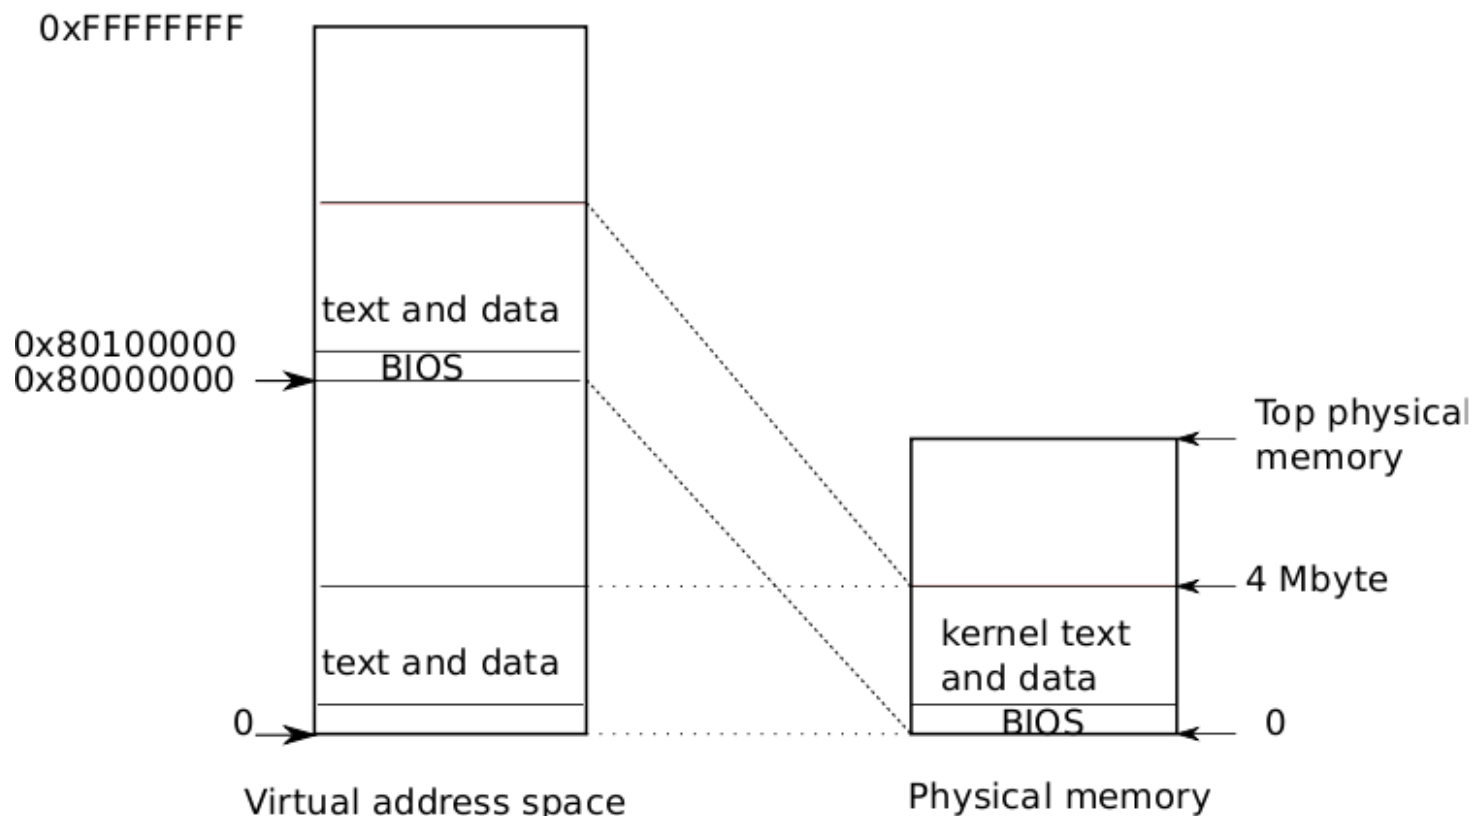 0xFFFFFFFF
text and data
0x80100000
BIOS
0x80000000
Top physical
memory
4 Mbyte
kernel text
and data
text and data
BIOS
0
0
Virtual address space
Physical memory